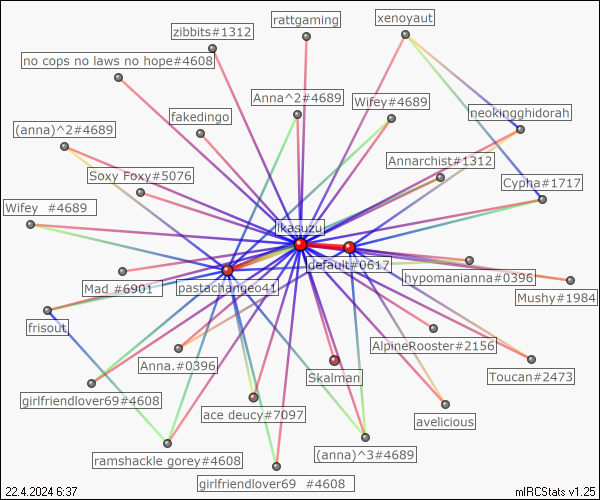 rattgaming
xenoyaut
zibbits#1312
no cops no laws no hope#4608
Anna^2#4689
Wifey#4689
fakedingo
neokingghidorah
(anna)^2#4689
Annarchist#1312
Soxy Foxy#5076
Cypha#1717
Wifey  #4689
ikasuzu
default#0617
hypomanianna#0396
Mad #6901
pastachangeo41
Mushy#1984
frisout
AlpineRooster#2156
Anna.#0396
Skalman
Toucan#2473
girlfriendlover69#4608
ace deucy#7097
avelicious
(anna)^3#4689
ramshackle gorey#4608
girlfriendlover69  #4608
22.4.2024 6:37
mIRCStats v1.25